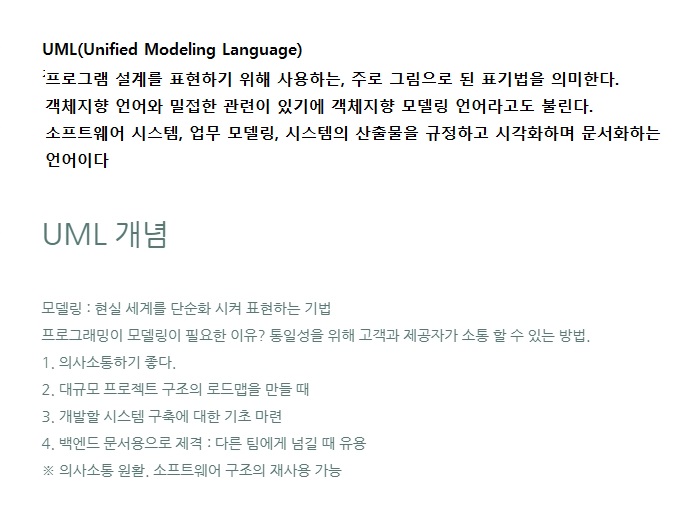 UML(Unified Modeling Language)
프로그램 설계를 표현하기 위해 사용하는, 주로 그림으로 된 표기법을 의미한다.
객체지향 언어와 밀접한 관련이 있기에 객체지향 모델링 언어라고도 불린다.
소프트웨어 시스템, 업무 모델링, 시스템의 산출물을 규정하고 시각화하며 문서화하는
언어이다
UML 개념
모델링 : 현실 세계를 단순화 시켜 표현하는 기법
프로그래밍이 모델링이 필요한 이유? 통일성을 위해 고객과 제공자가 소통 할 수 있는 방법.
1. 의사소통하기 좋다.
2. 대규모 프로젝트 구조의 로드맵을 만들 때
3. 개발할 시스템 구축에 대한 기초 마련
4. 백엔드 문서용으로 제격 : 다른 팀에게 넘길 때 유용
※ 의사소통 원활. 소프트웨어 구조의 재사용 가능